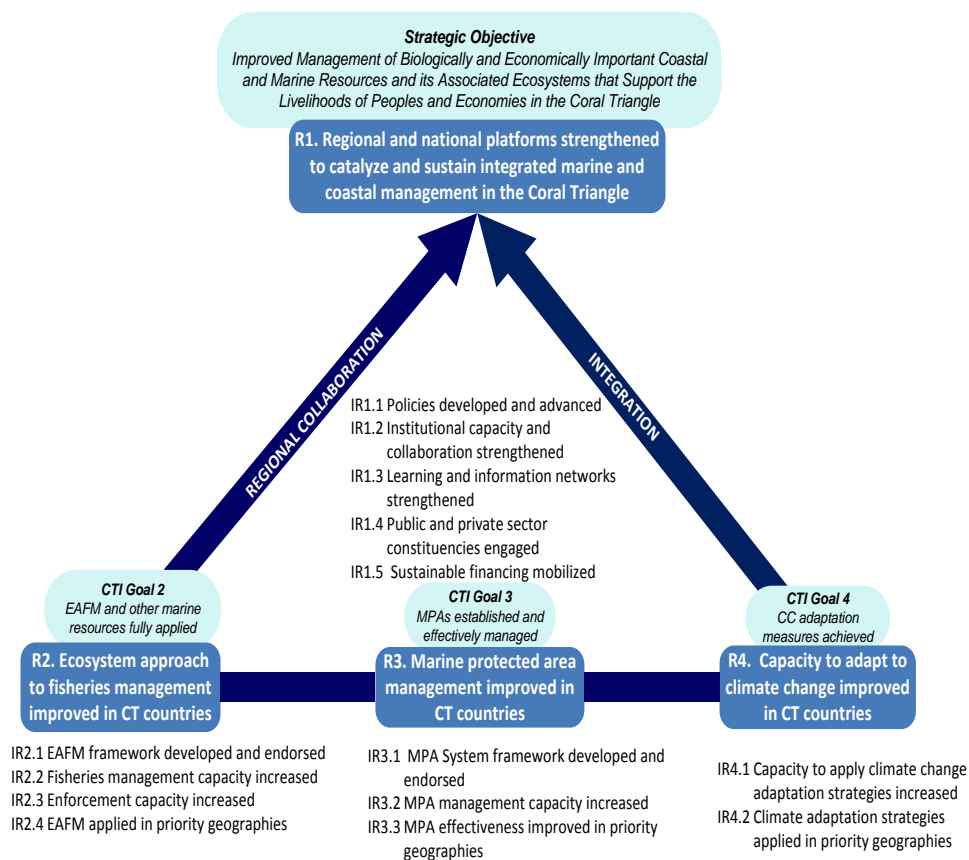 Strategic Objective
Improved Management of Biologically and Economically Important Coastal
and Marine Resources and its Associated Ecosystems that Support the
Livelihoods of Peoples and Economies in the Coral Triangle
R1. Regional and national platforms strengthened
to catalyze and sustain integrated marine and
coastal management in the Coral Triangle
REGIONAL COLLABORATION
INTEGRATION
IR1.1 Policies developed and advanced
IR1.2 Institutional capacity and
collaboration strengthened
IR1.3 Learning and information networks
strengthened
IR1.4 Public and private sector
constituencies engaged
IR1.5 Sustainable financing mobilized
CTI Goal 2
EAFM and other marine
resources fully applied
R2. Ecosystem approach
to fisheries management
improved in CT countries
IR2.1 EAFM framework developed and endorsed
IR2.2 Fisheries management capacity increased
IR2.3 Enforcement capacity increased
IR2.4 EAFM applied in priority geographies
CTI Goal 3
MPAs established and
effectively managed
R3. Marine protected area
management improved in
CT countries
IR3.1 MPA System framework developed and
endorsed
IR3.2 MPA management capacity increased
IR3.3 MPA effectiveness improved in priority
geographies
CTI Goal 4
CC adaptation
measures achieved
R4. Capacity to adapt to
climate change improved
in CT countries
IR4.1 Capacity to apply climate change
adaptation strategies increased
IR4.2 Climate adaptation strategies
applied in priority geographies